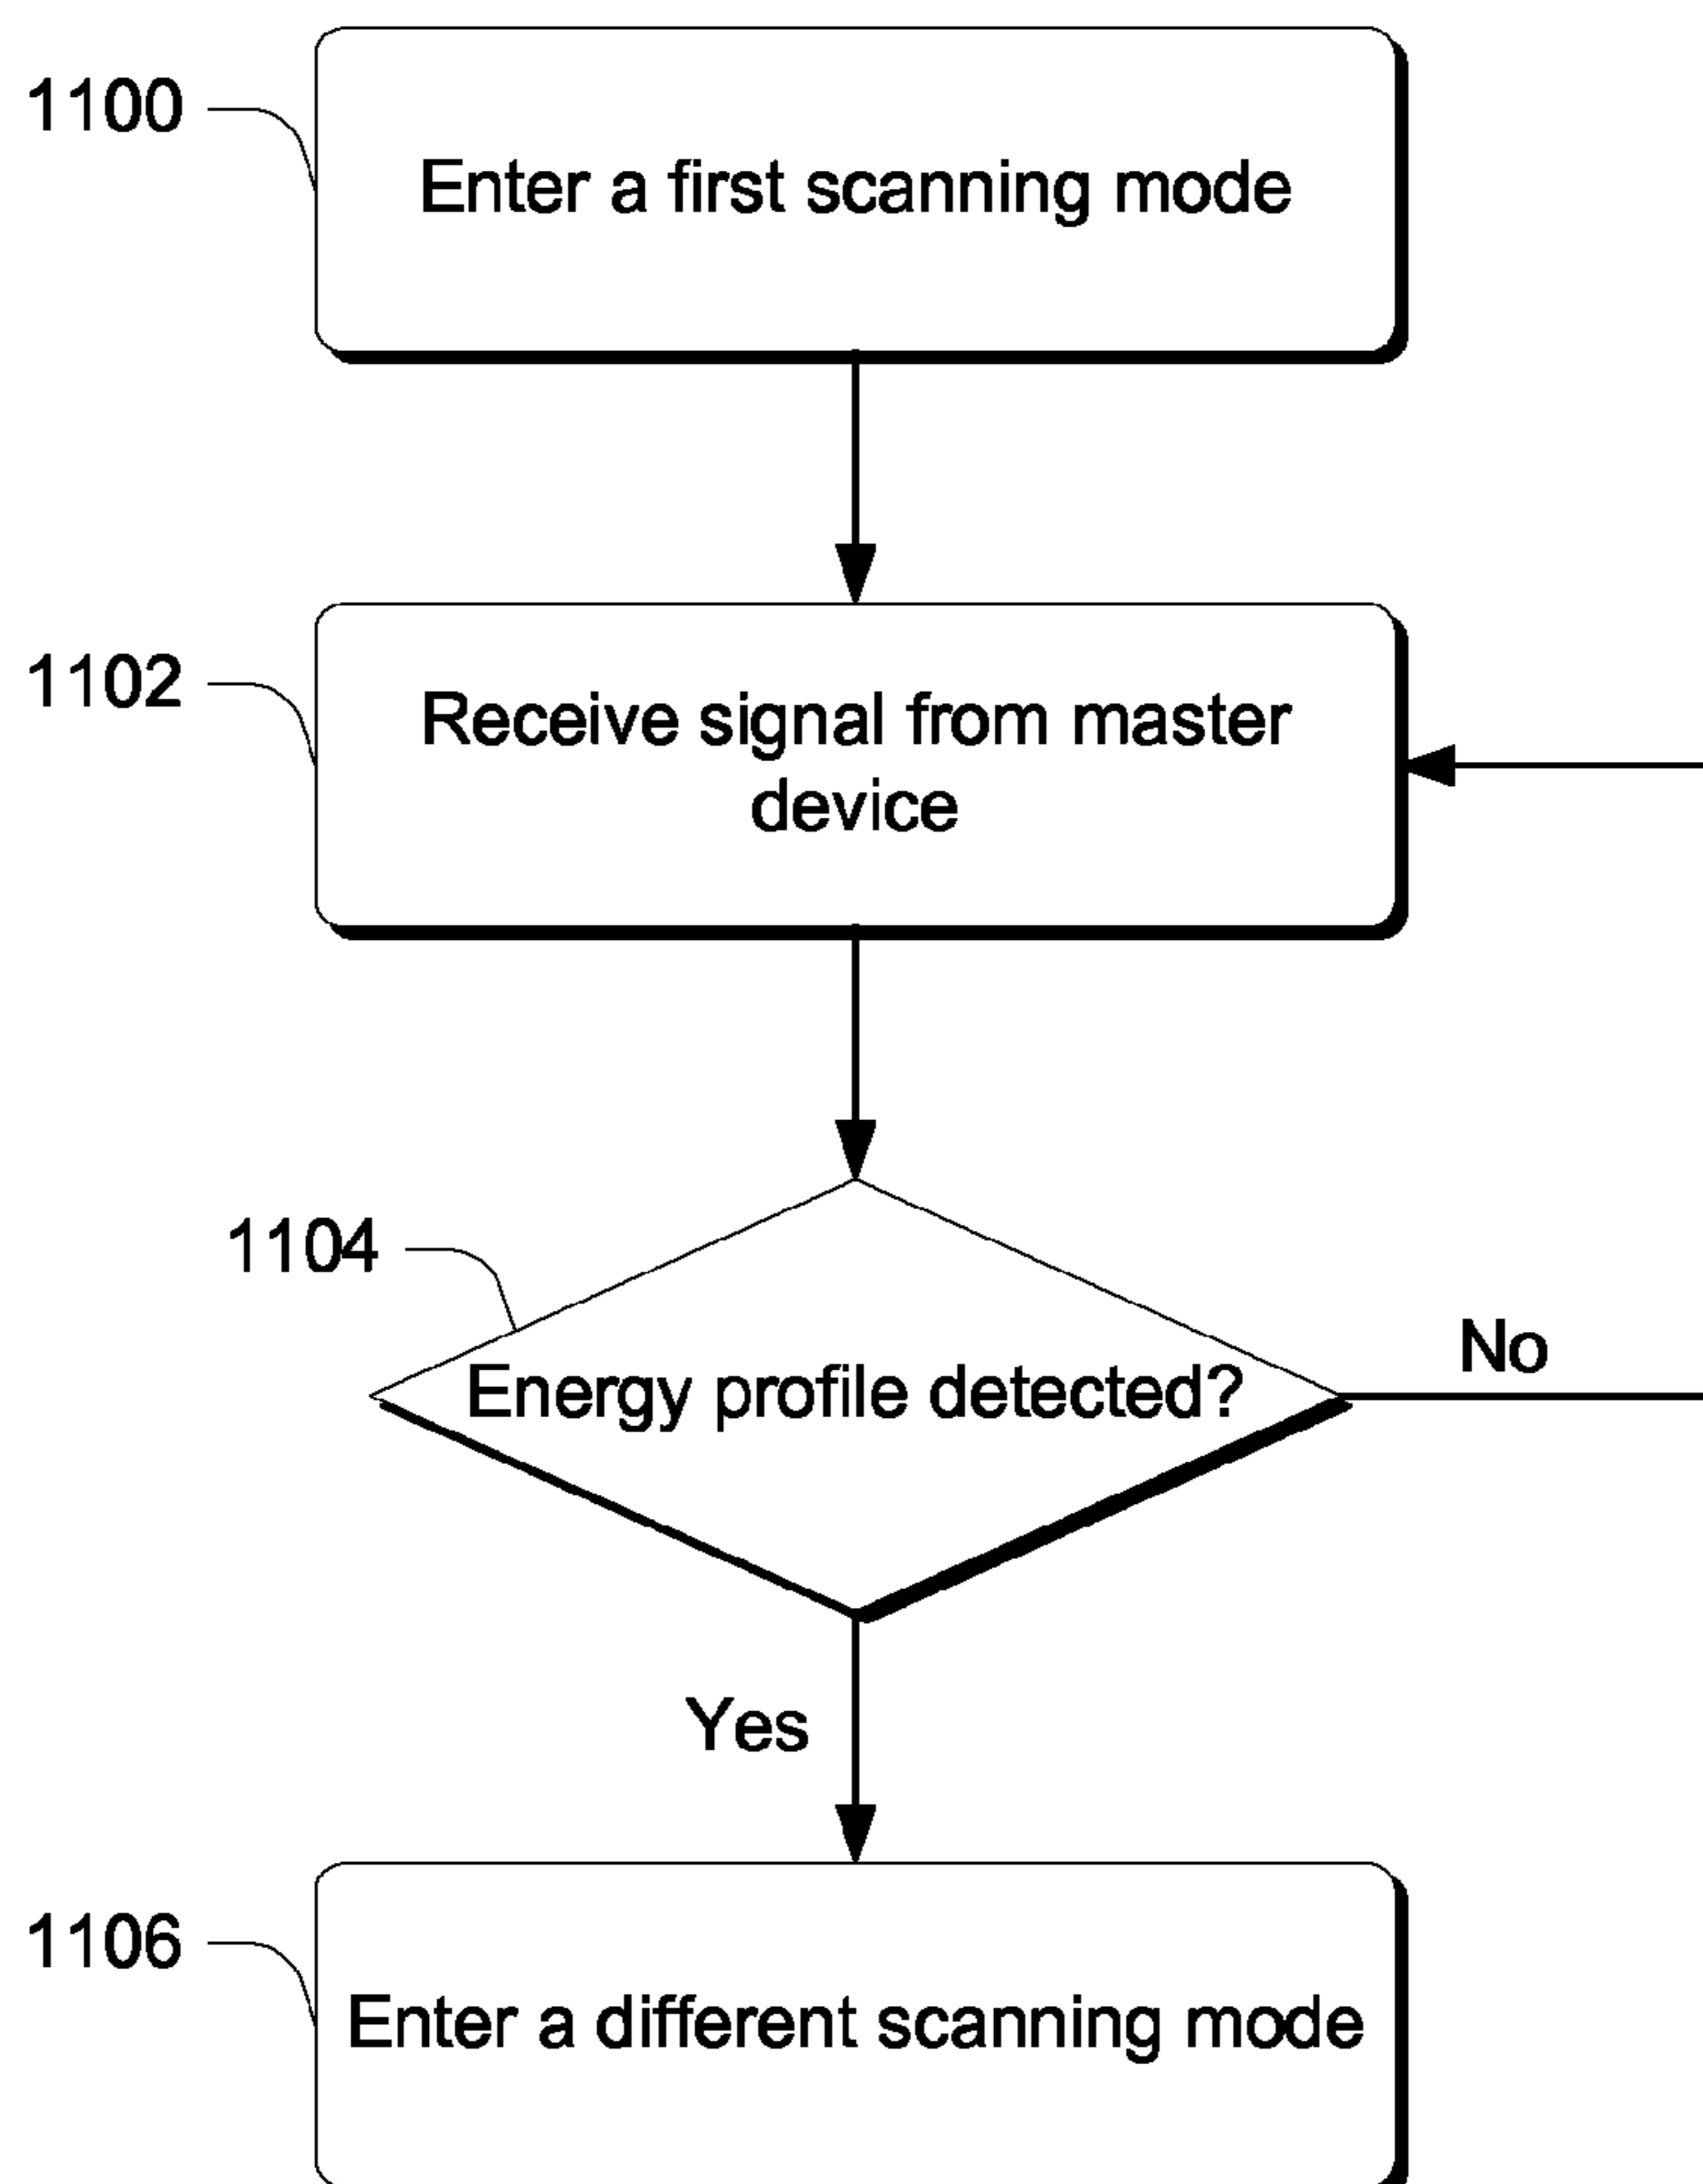 1100
Enter a first scanning mode
1102
Receive signal from master
device
1104
Energy profile detected?
No
Yes
1106
Enter a different scanning mode